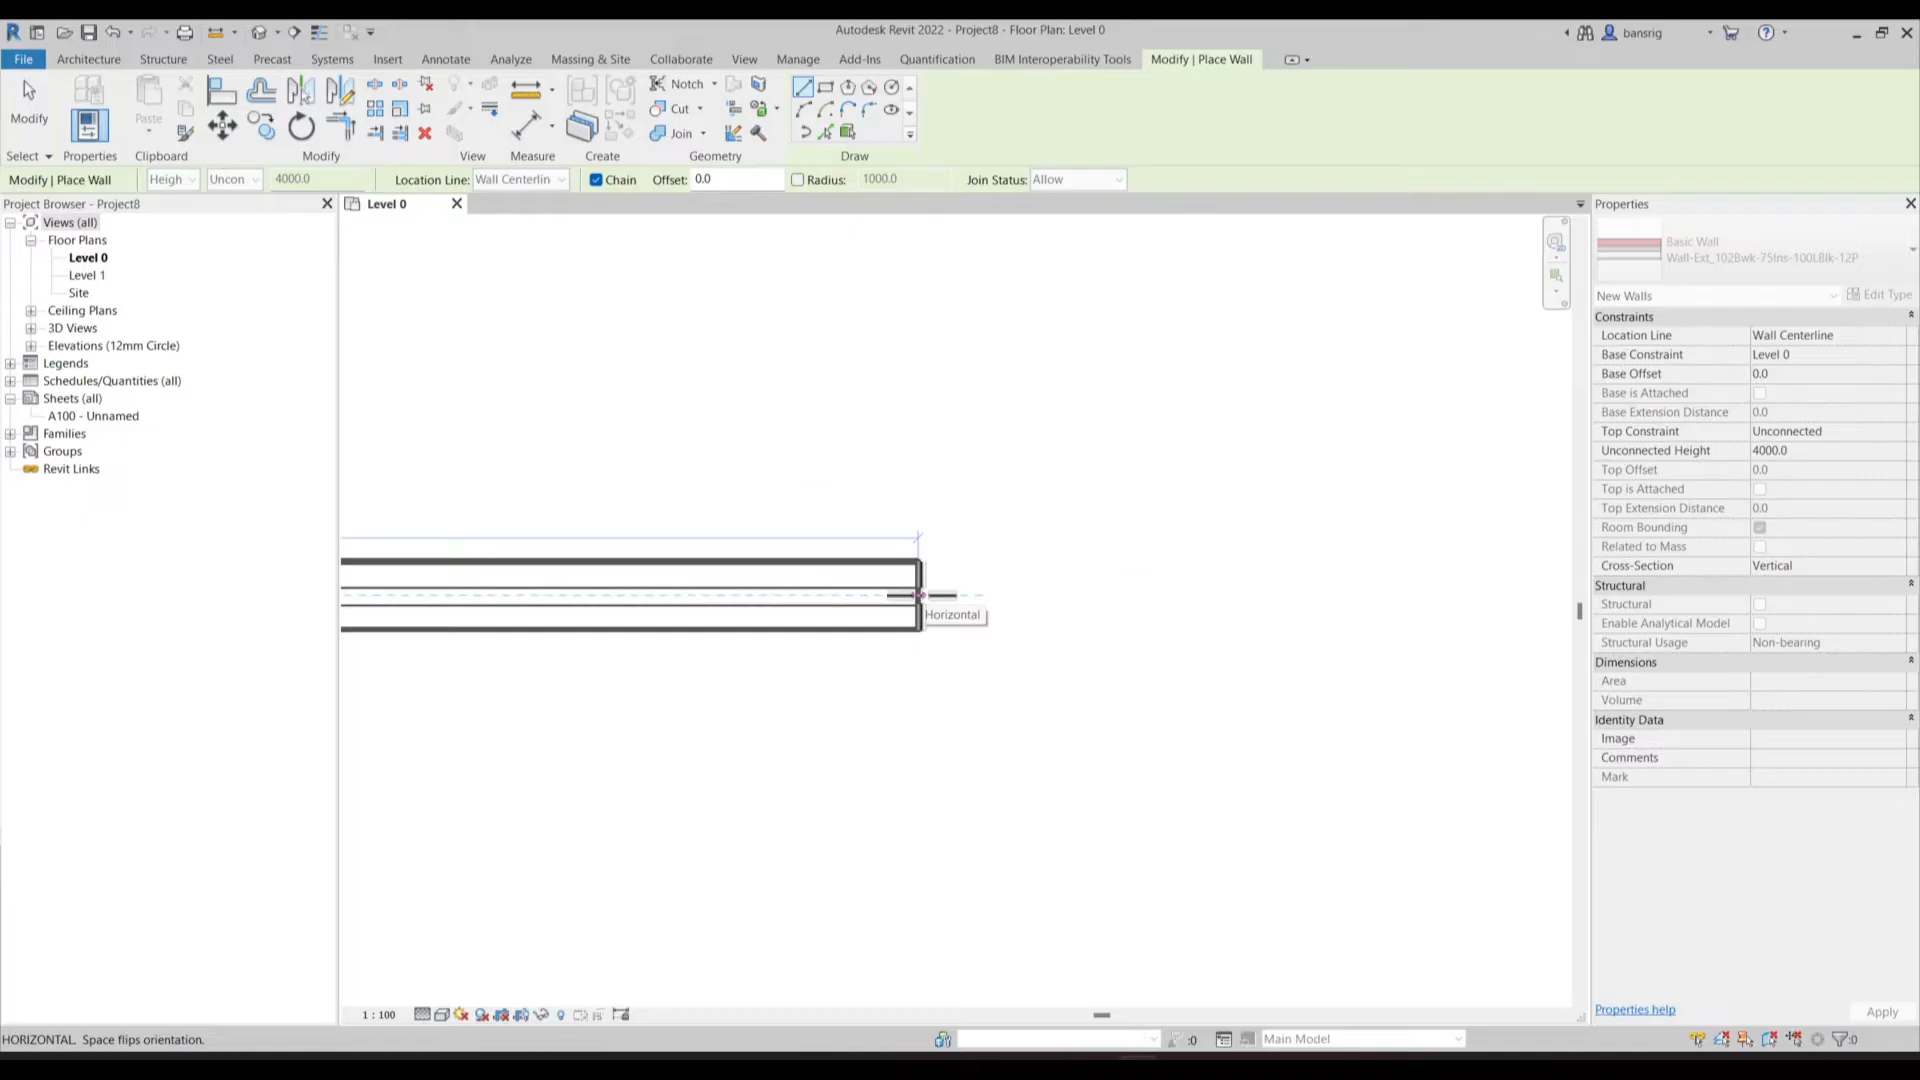 Autodesk Revit 2022 - Project8 - Floor Plan: Level 0
bansrig
File Architecture Structure Steel Precast Systems Insert Annotate Analyze Massing & Site Collaborate View Manage Add-Ins Quantification BIM Interoperability Tools Modify | Place Wall
Notch
Cut
Join
Modify
Paste
Select Properties Clipboard Modify View Measure Create Geometry Draw
Modify | Place Wall Heigh Uncon 4000.0 Location Line: Wall Centerlin Chain Offset: 0.0 Radius: 1000.0 Join Status: Allow
Project Browser - Project8
Views (all)
Floor Plans
Level 0
Level 1
Site
Ceiling Plans
3D Views
Elevations (12mm Circle)
Legends
Schedules/Quantities (all)
Sheets (all)
A100 - Unnamed
Families
Groups
Revit Links
Level 0
Horizontal
1 : 100
Properties
Basic Wall
Wall-Ext_102Bwk-75Ins-100LBlk-12P
New Walls Edit Type
Constraints
Location Line Wall Centerline
Base Constraint Level 0
Base Offset 0.0
Base is Attached
Base Extension Distance 0.0
Top Constraint Unconnected
Unconnected Height 4000.0
Top Offset 0.0
Top is Attached
Top Extension Distance 0.0
Room Bounding
Related to Mass
Cross-Section Vertical
Structural
Structural
Enable Analytical Model
Structural Usage Non-bearing
Dimensions
Area
Volume
Identity Data
Image
Comments
Mark
Properties help Apply
HORIZONTAL. Space flips orientation. :0 Main Model :0